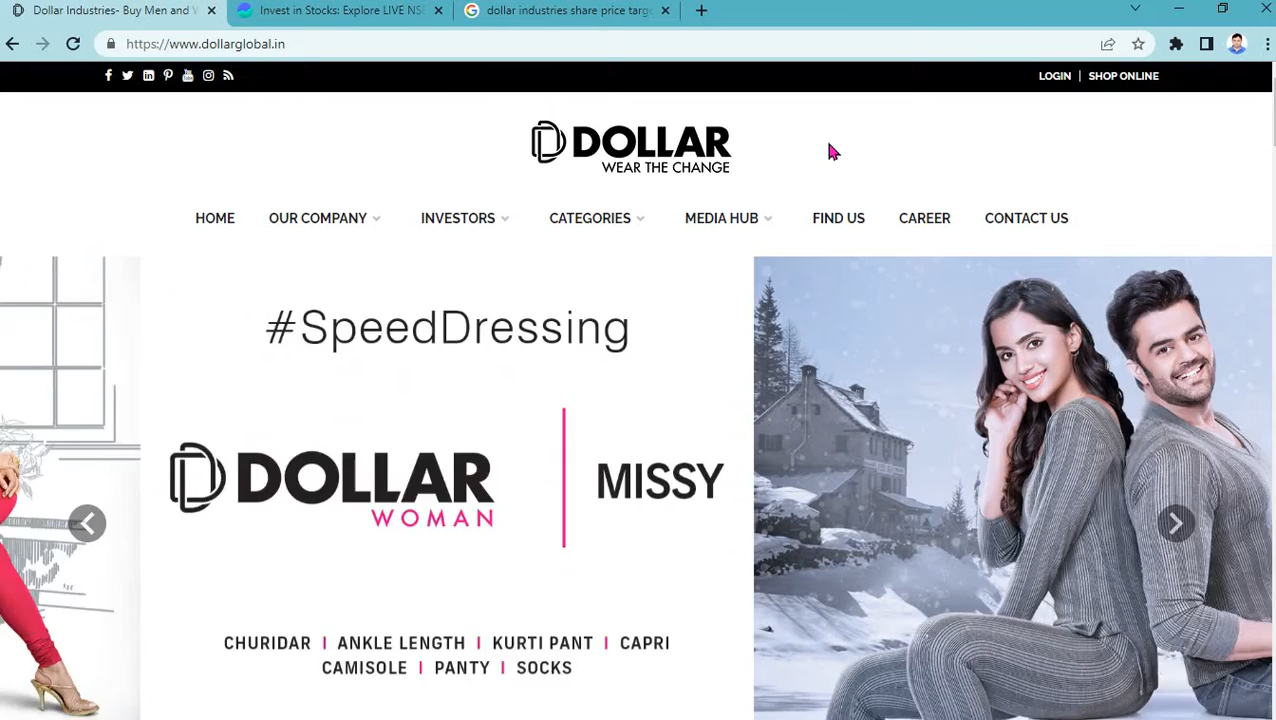 Dollar Industries- Buy Men and
Invest in Stocks: Explore LIVE NS
dollar industries share price targ
https://www.dollarglobal.in
LOGIN | SHOP ONLINE
DOLLAR
WEAR THE CHANGE
HOME OUR COMPANY INVESTORS CATEGORIES MEDIA HUB FIND US CAREER CONTACT US
#SpeedDressing
DOLLAR
WOMAN
MISSY
CHURIDAR | ANKLE LENGTH | KURTI PANT | CAPRI
CAMISOLE | PANTY | SOCKS